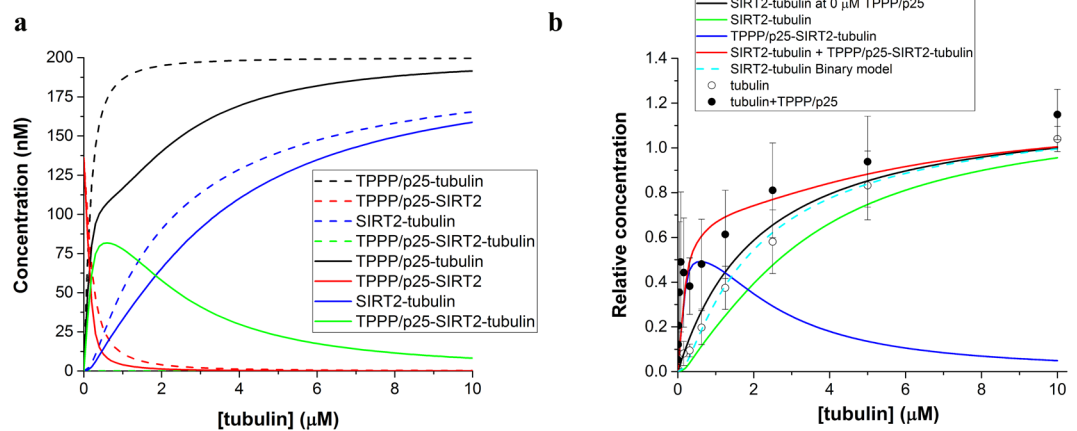 a
200
175
150
125
100
75
50
25
0
Concentration (nM)
TPPP/p25-tubulin
TPPP/p25-SIRT2
SIRT2-tubulin
TPPP/p25-SIRT2-tubulin
TPPP/p25-tubulin
TPPP/p25-SIRT2
SIRT2-tubulin
TPPP/p25-SIRT2-tubulin
0 2 4 6 8 10
[tubulin] (μM)
b
SIRT2-tubulin at 0 μM TPPP/p25
SIRT2-tubulin
TPPP/p25-SIRT2-tubulin
SIRT2-tubulin + TPPP/p25-SIRT2-tubulin
SIRT2-tubulin Binary model
tubulin
tubulin+TPPP/p25
1.4
1.2
1.0
0.8
0.6
0.4
0.2
0.0
Relative concentration
0 2 4 6 8 10
[tubulin] (μM)